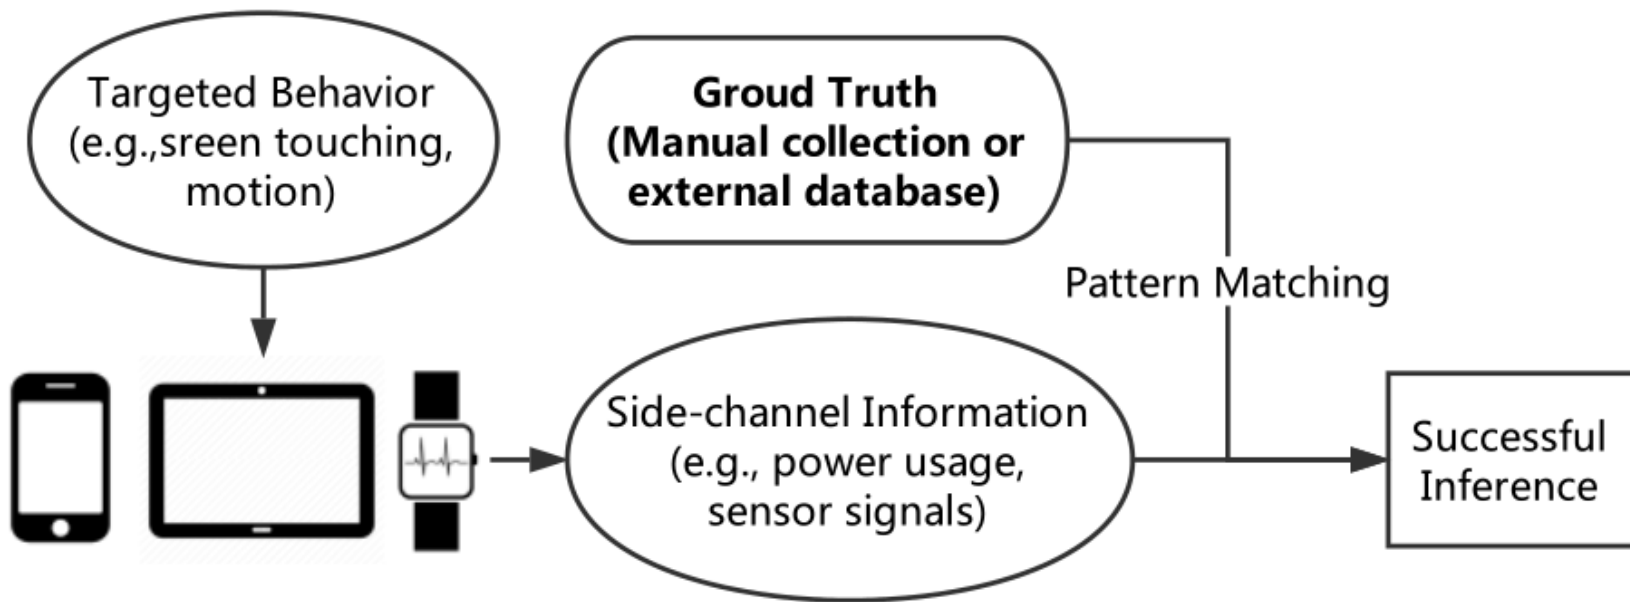 Targeted Behavior
(e.g.,sreen touching,
motion)
Groud Truth
(Manual collection or
external database)
Pattern Matching
Side-channel Information
(e.g., power usage,
sensor signals)
Successful
Inference